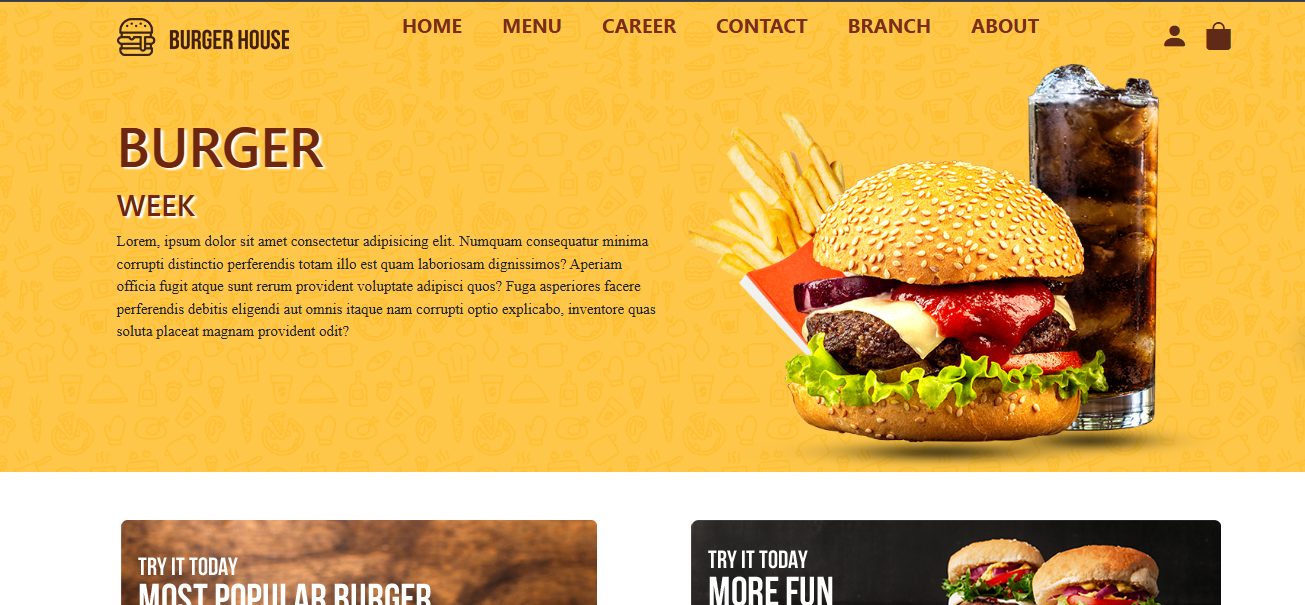 BURGER HOUSE
HOME MENU CAREER CONTACT BRANCH ABOUT
BURGER
WEEK
Lorem, ipsum dolor sit amet consectetur adipisicing elit. Numquam consequatur minima
corrupti distinctio perferendis totam illo est quam laboriosam dignissimos? Aperiam
officia fugit atque sunt rerum provident voluptate adipisci quos? Fuga asperiores facere
perferendis debitis eligendi aut omnis itaque nam corrupti optio explicabo, inventore quas
soluta placeat magnam provident odit?
TRY IT TODAY
MOST POPULAR BURGER
TRY IT TODAY
MORE FUN